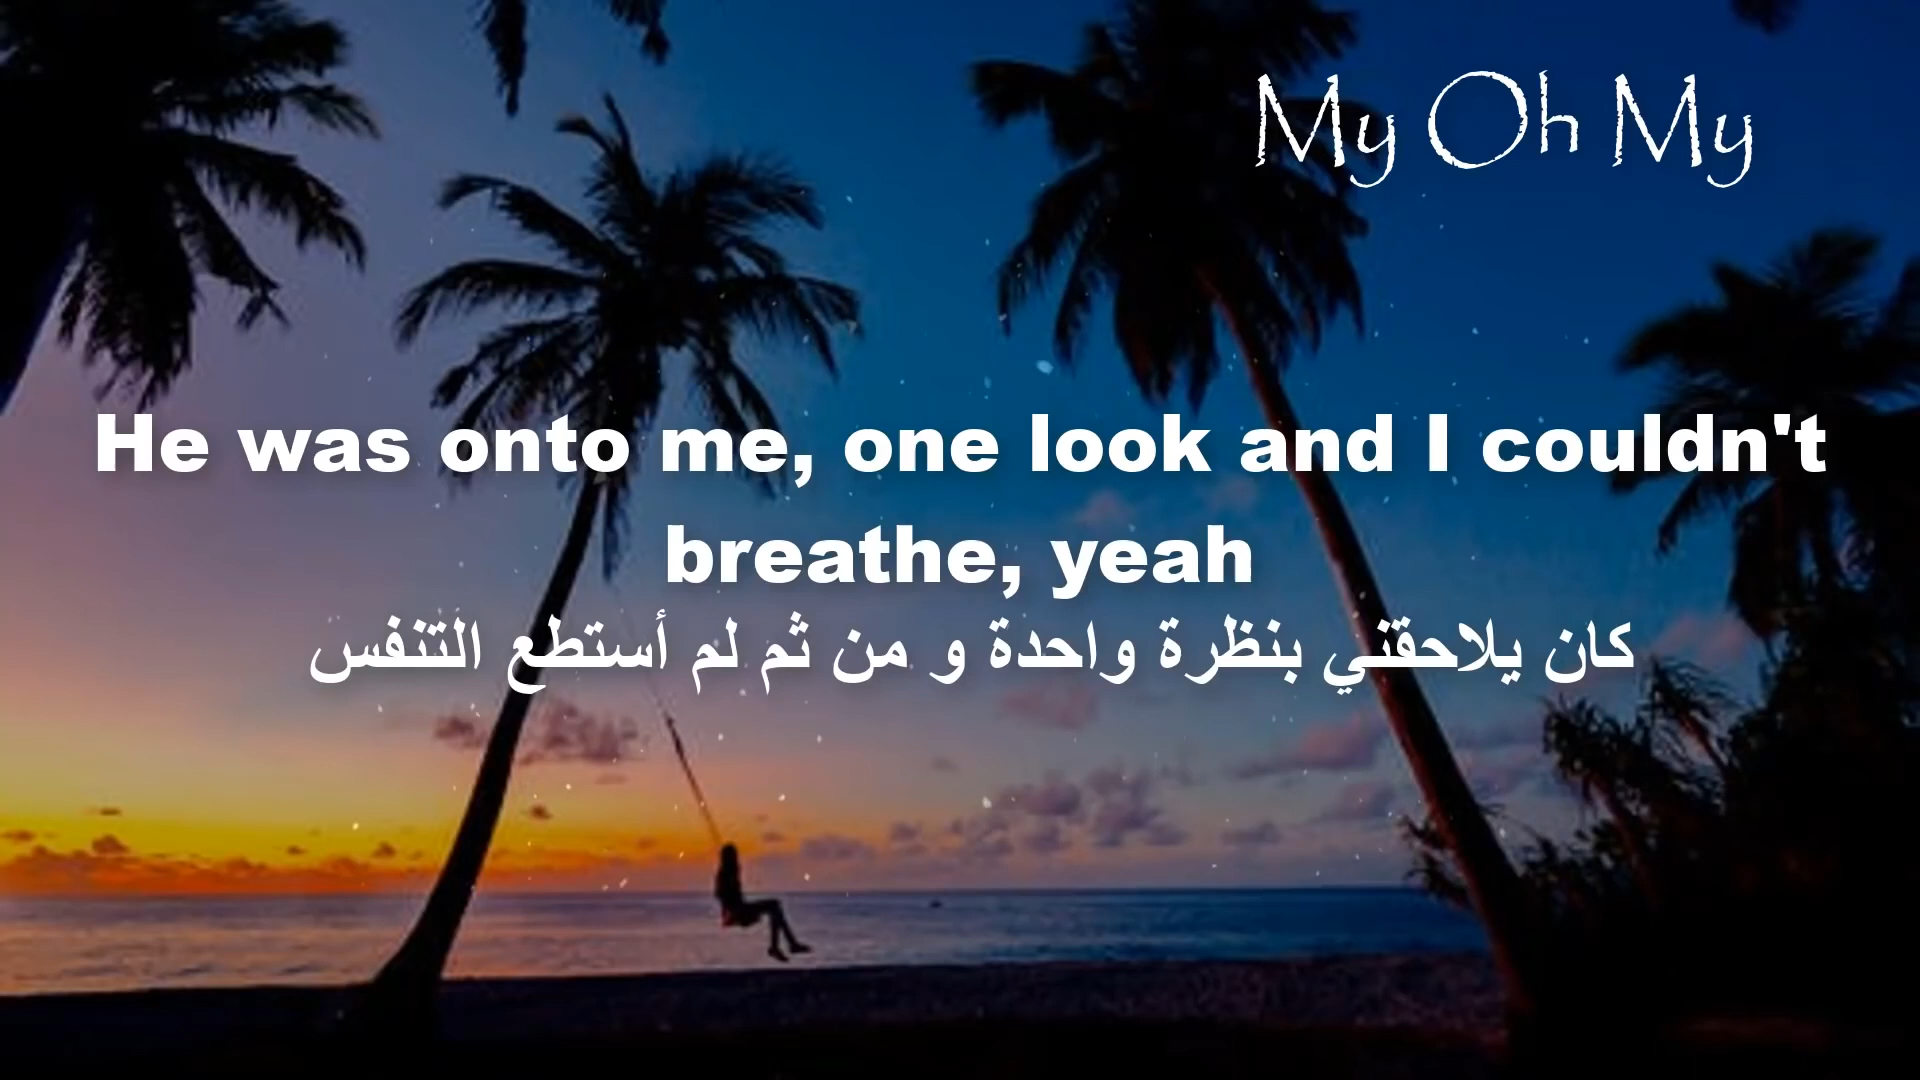 My Oh My
He was onto me, one look and I couldn't
breathe, yeah
كان يلاحقني بنظرة واحدة و من ثم لم أستطع التنفس